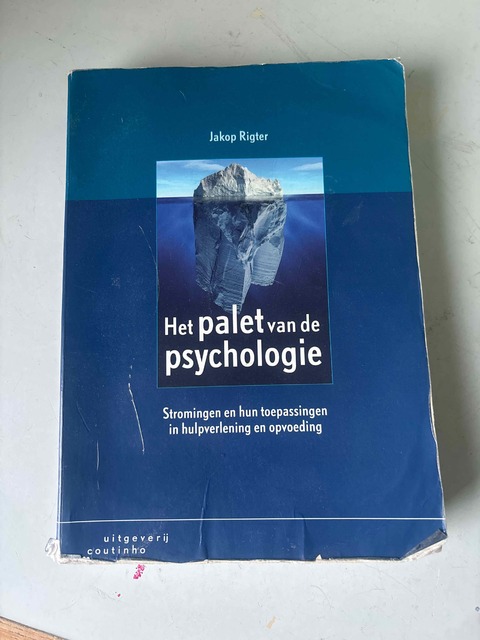 Jakop Rigter
Het palet van de
psychologie
Stromingen en hun toepassingen
in hulpverlening en opvoeding
uitgeverij
coutinho